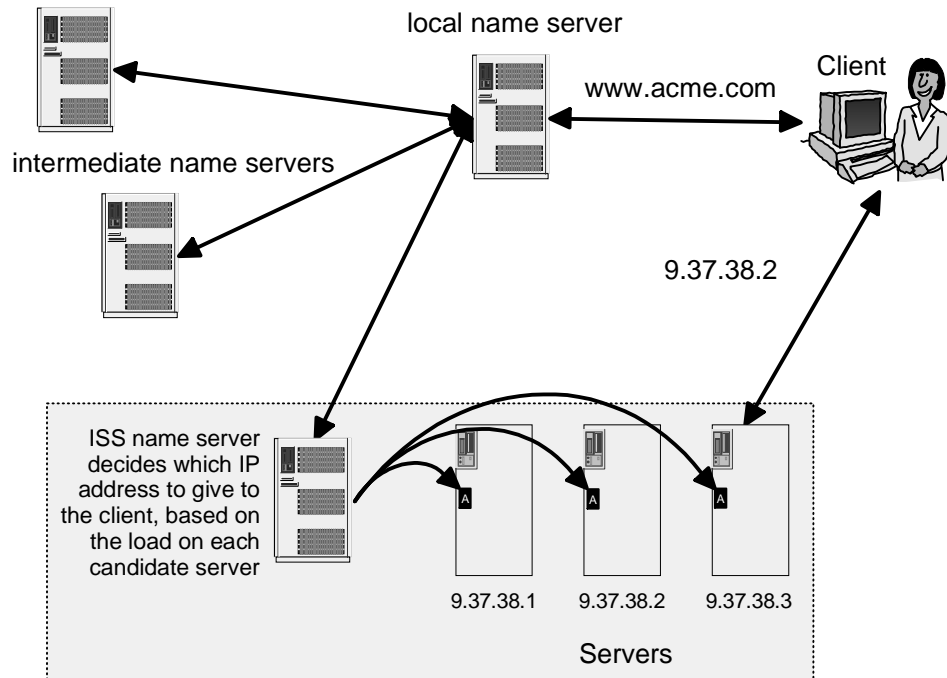 local name server
Client
www.acme.com
intermediate name servers
9.37.38.2
ISS name server
decides which IP
address to give to
the client, based on
the load on each
candidate server
A
A
A
9.37.38.1
9.37.38.2
9.37.38.3
Servers